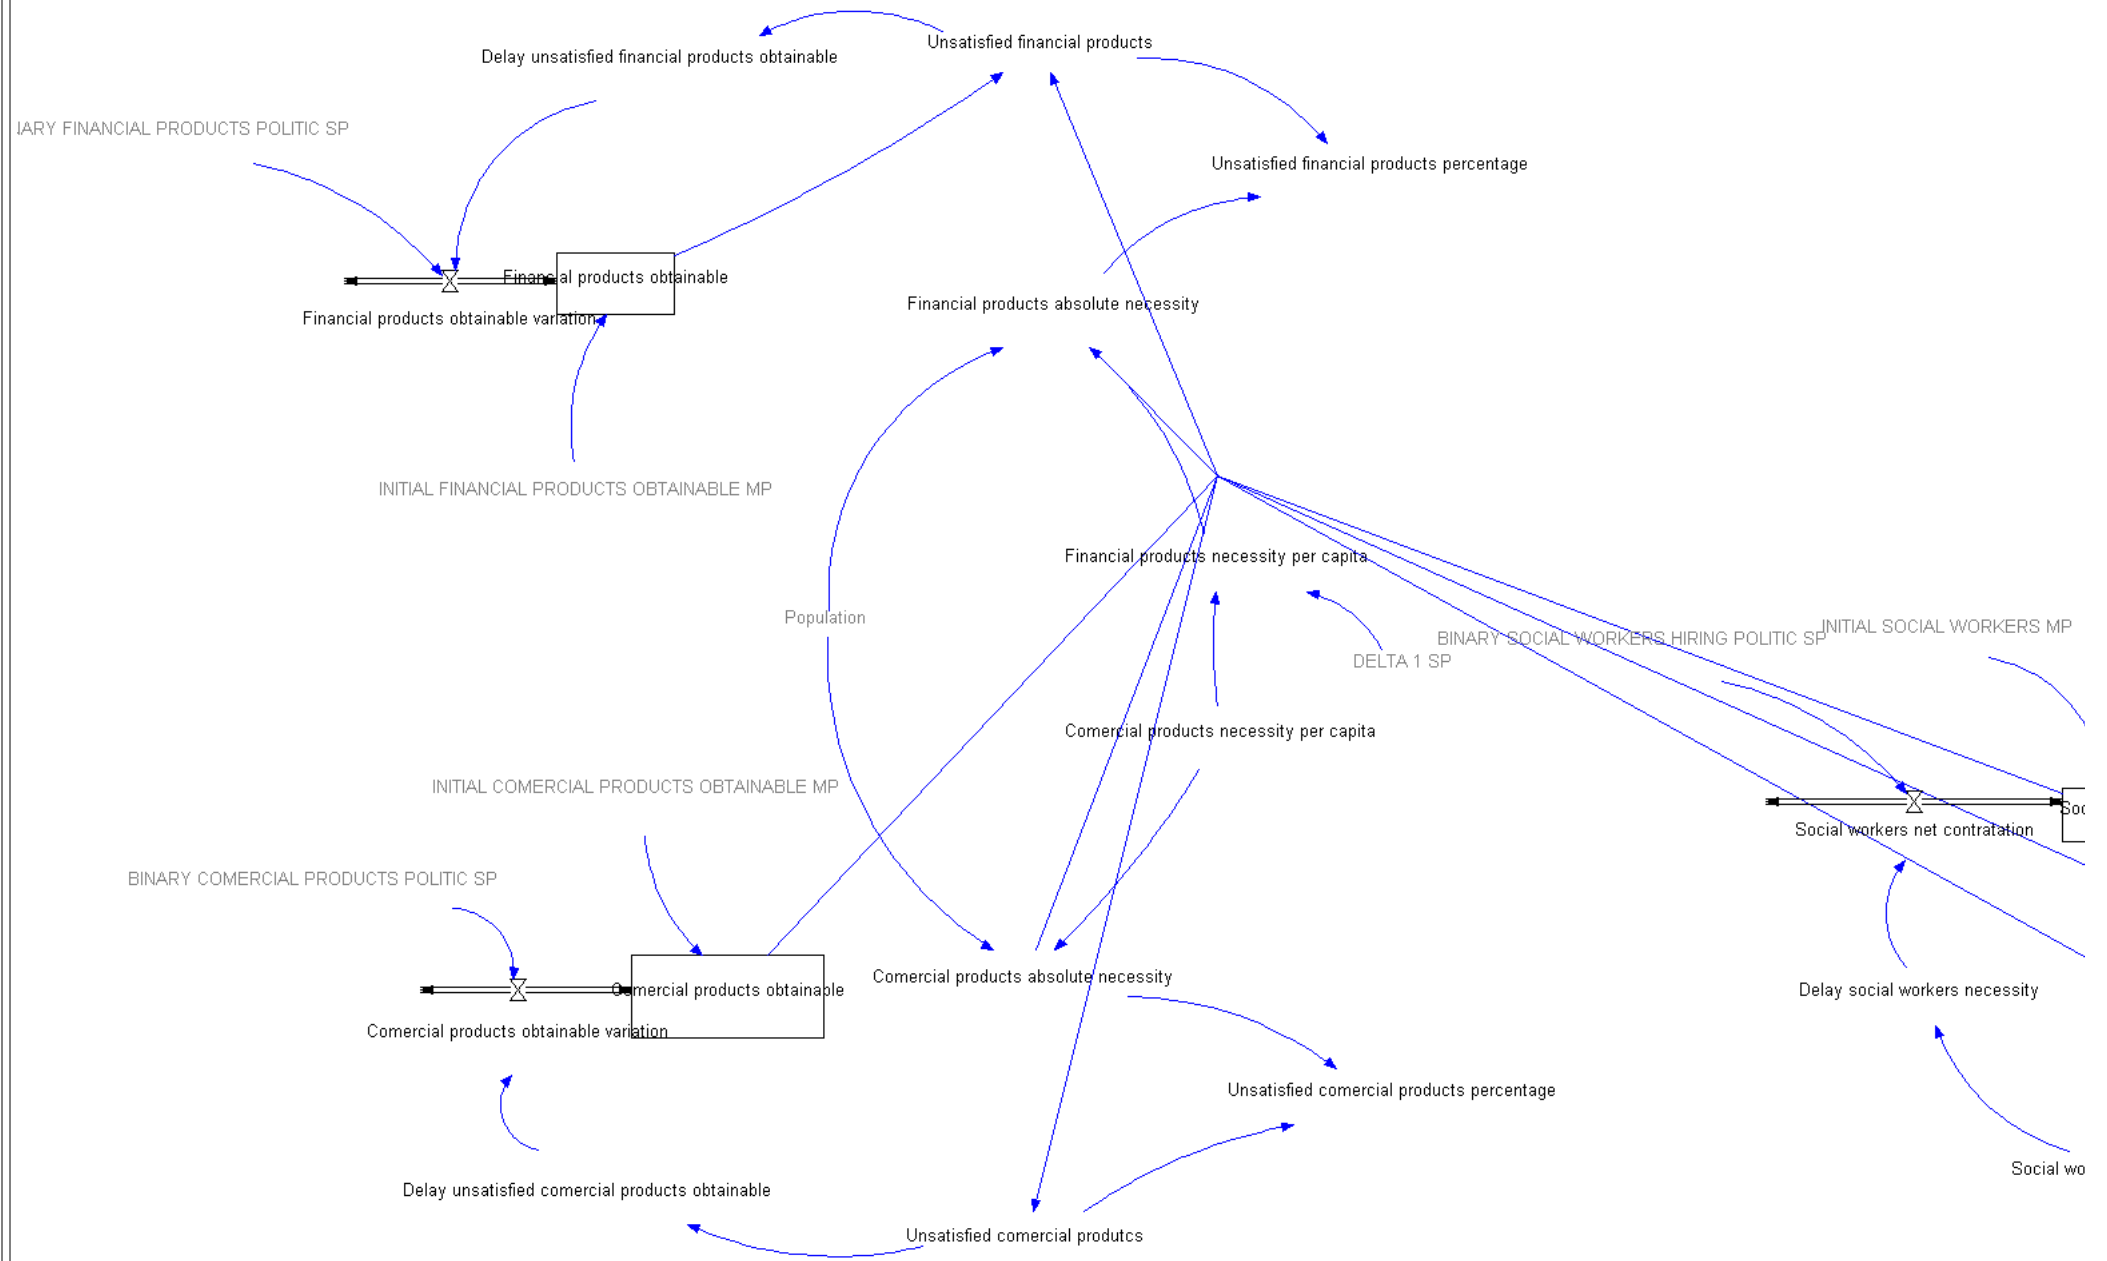 Unsatisfied financial products
Delay unsatisfied financial products obtainable
IARY FINANCIAL PRODUCTS POLITIC SP
Unsatisfied financial products percentage
Financial products obtainable
Financial products absolute necessity
Financial products obtainable variation
INITIAL FINANCIAL PRODUCTS OBTAINABLE MP
Financial products necessity per capita
Population
INITIAL SOCIAL WORKERS MP
BINARY SOCIAL WORKERS HIRING POLITIC SP
DELTA 1 SP
Comercial products necessity per capita
INITIAL COMERCIAL PRODUCTS OBTAINABLE MP
Soc
Social workers net contratation
BINARY COMERCIAL PRODUCTS POLITIC SP
Comercial products absolute necessity
Comercial products obtainable
Delay social workers necessity
Comercial products obtainable variation
Unsatisfied comercial products percentage
Social wo
Delay unsatisfied comercial products obtainable
Unsatisfied comercial produtcs